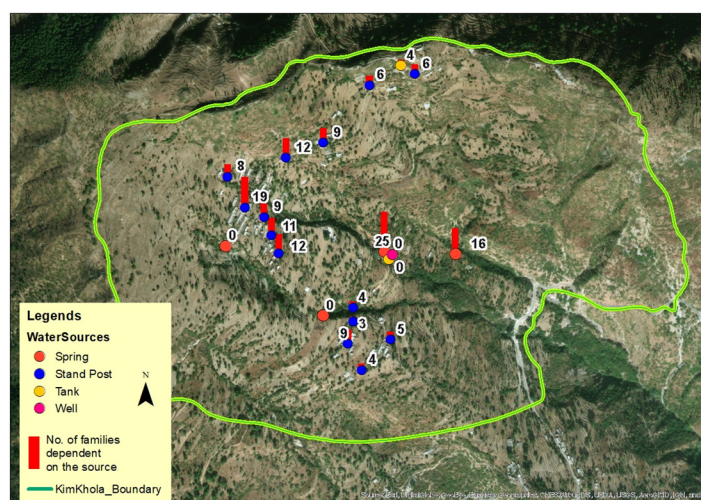 4
6
6
9
12
8
19
9
11
12
0
25
0
0
16
0
4
3
9
5
4
Legends
WaterSources
Spring
Stand Post
Tank
Well
N
No. of families
dependent
on the source
KimKhola_Boundary